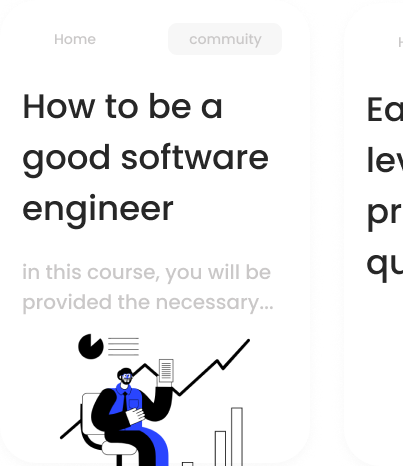 Home
commuity
How to be a
good software
engineer
in this course, you will be
provided the necessary...
Ea
lev
pr
qu